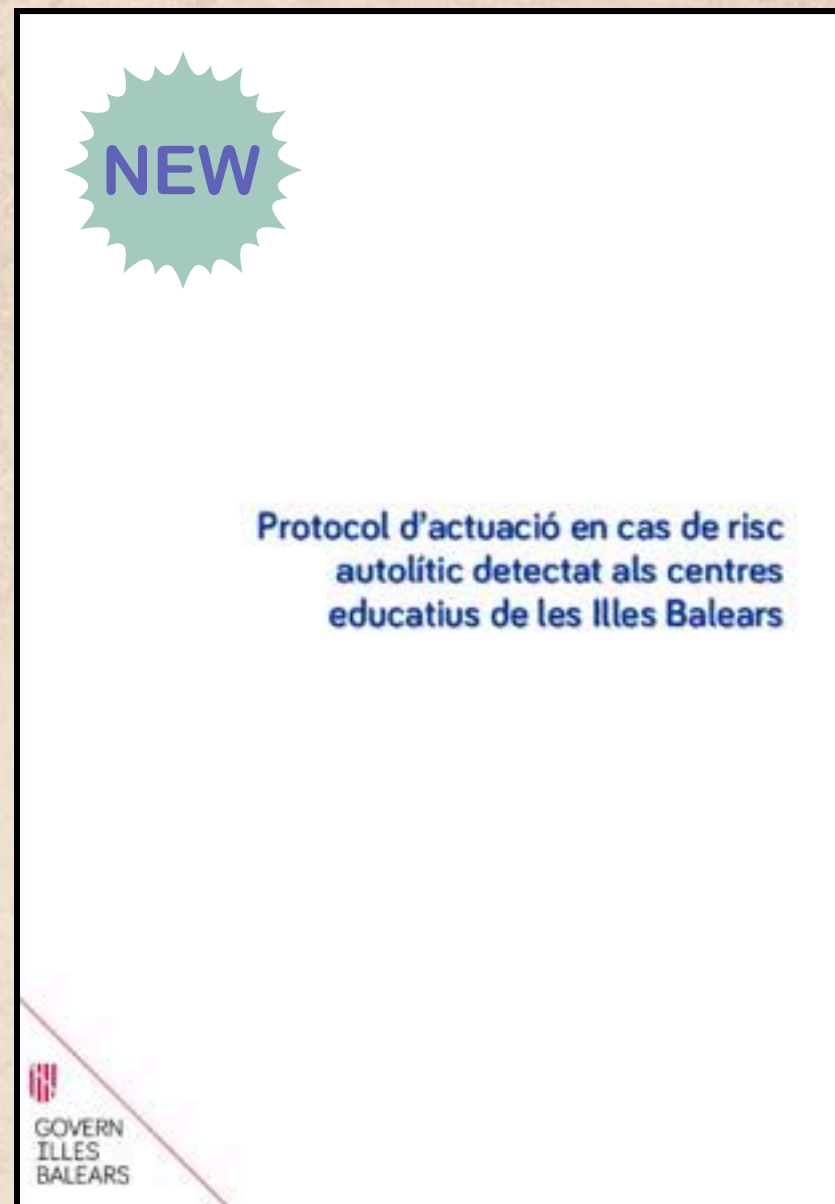 NEW
Protocol d'actuació en cas de risc
autolític detectat als centres
educatius de les Illes Balears
GOVERN
ILLES
BALEARS